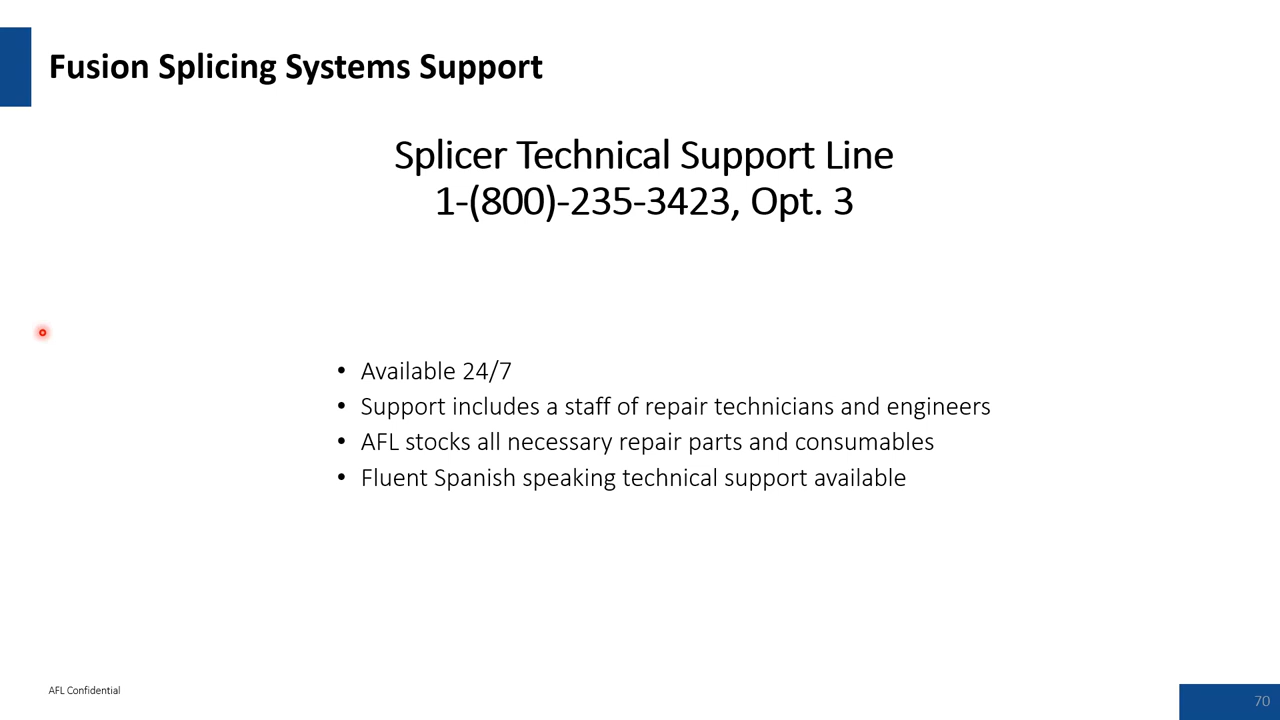 Fusion Splicing Systems Support
Splicer Technical Support Line
1-(800)-235-3423, Opt. 3
• Available 24/7
• Support includes a staff of repair technicians and engineers
• AFL stocks all necessary repair parts and consumables
• Fluent Spanish speaking technical support available
AFL Confidential
70